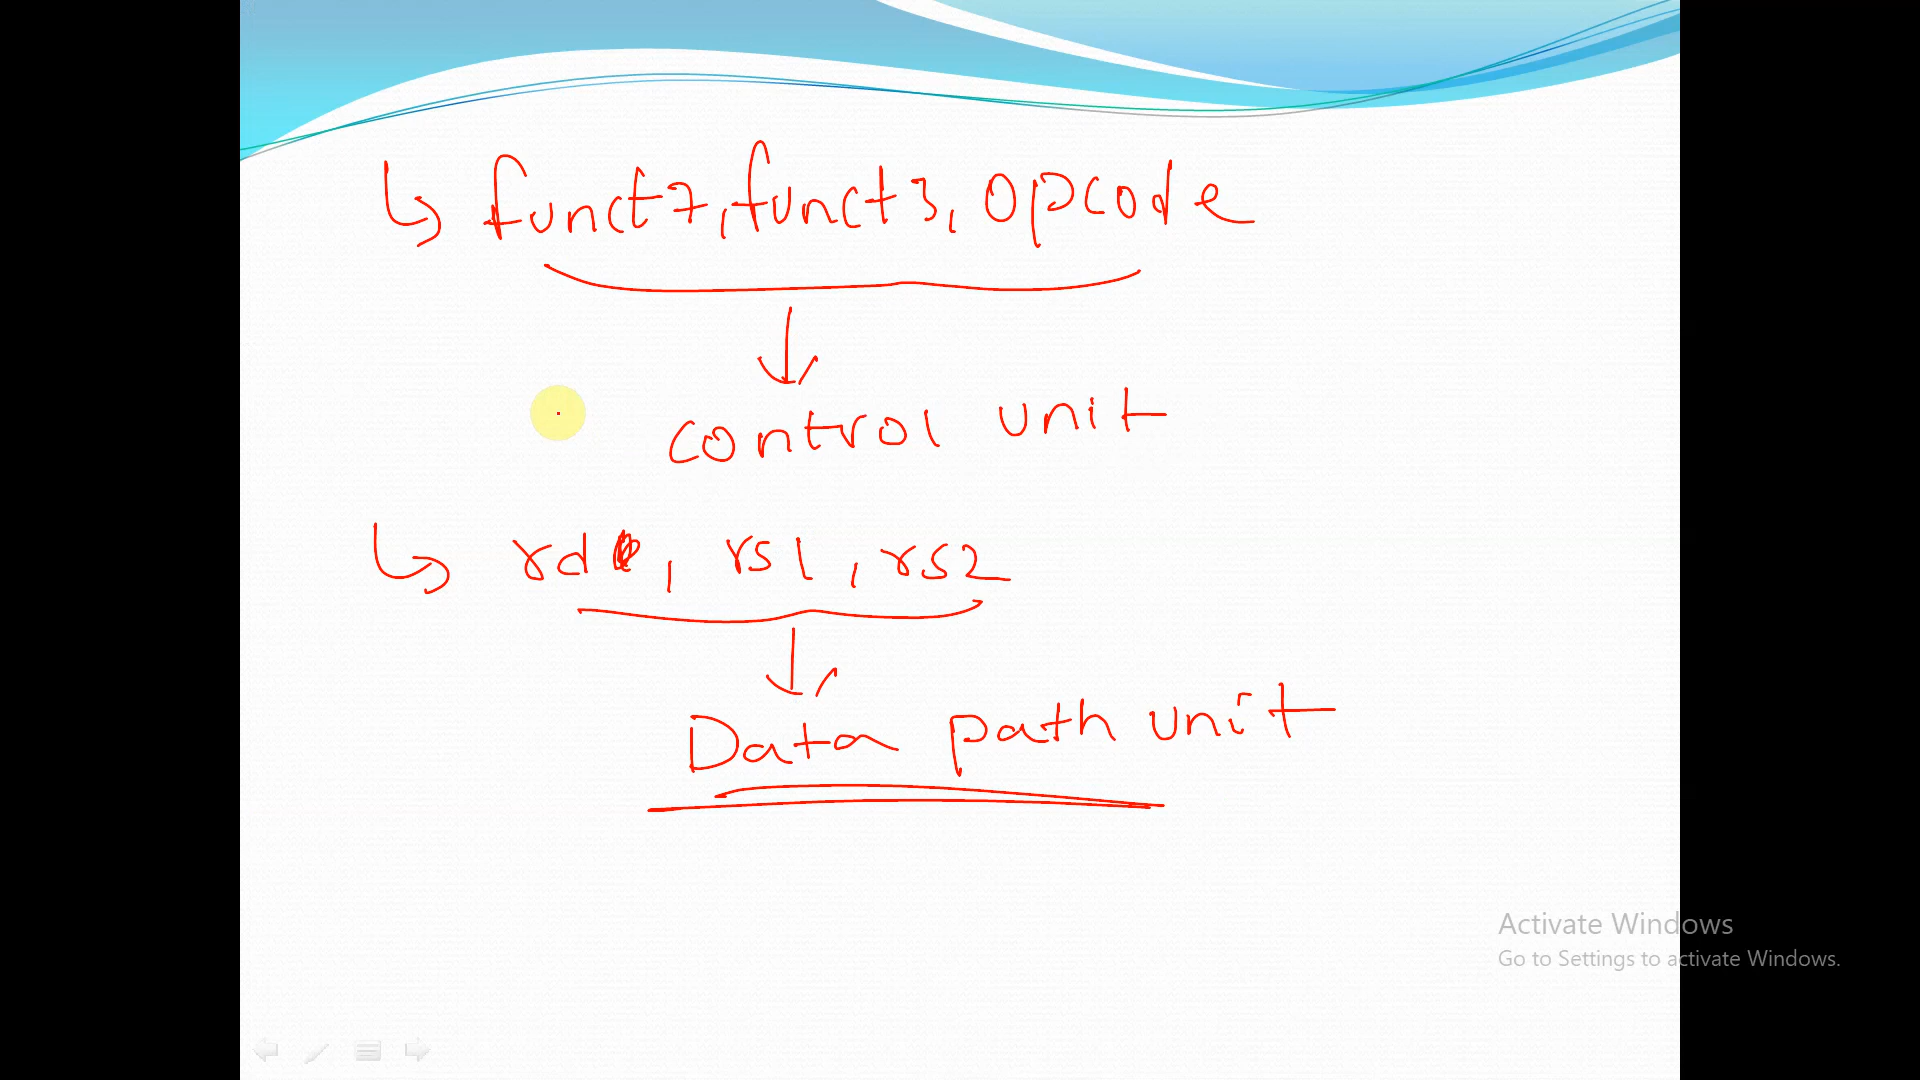 ↳ funct7, funct3, opcode
↓
control unit
↳ rd, rs1, rs2
↓
Data path unit
Activate Windows
Go to Settings to activate Windows.